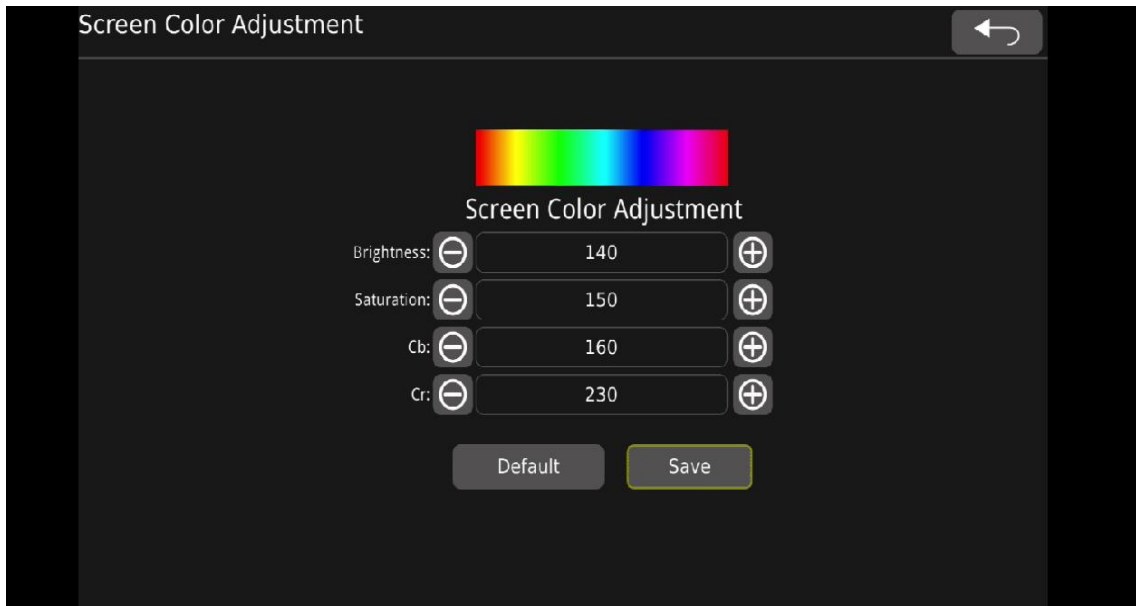 Screen Color Adjustment
Screen Color Adjustment
Brightness: 140
Saturation: 150
Cb: 160
Cr: 230
Default Save